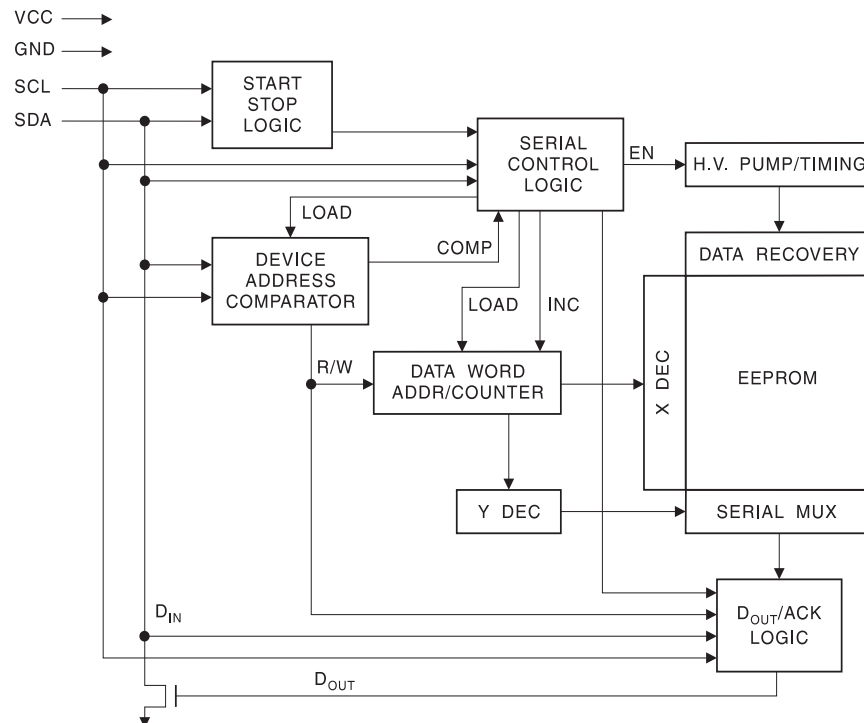 VCC
GND
SCL
SDA
START
STOP
LOGIC
SERIAL
CONTROL
LOGIC
EN
H.V. PUMP/TIMING
LOAD
COMP
DEVICE
ADDRESS
COMPARATOR
DATA RECOVERY
LOAD
INC
R/W
DATA WORD
ADDR/COUNTER
X DEC
EEPROM
Y DEC
SERIAL MUX
DIN
DOUT/ACK
LOGIC
DOUT